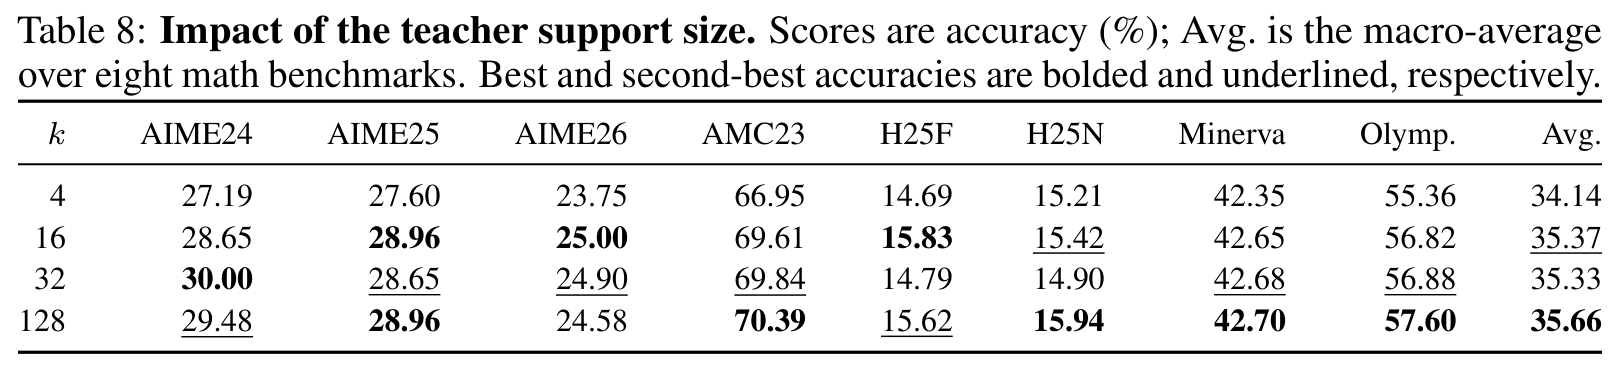 Table 8: Impact of the teacher support size. Scores are accuracy (%); Avg. is the macro-average
over eight math benchmarks. Best and second-best accuracies are bolded and underlined, respectively.
k AIME24 AIME25 AIME26 AMC23 H25F H25N Minerva Olymp. Avg.
4 27.19 27.60 23.75 66.95 14.69 15.21 42.35 55.36 34.14
16 28.65 28.96 25.00 69.61 15.83 15.42 42.65 56.82 35.37
32 30.00 28.65 24.90 69.84 14.79 14.90 42.68 56.88 35.33
128 29.48 28.96 24.58 70.39 15.62 15.94 42.70 57.60 35.66